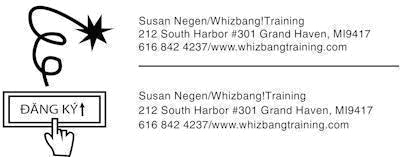 Susan Negen/Whizbang!Training
212 South Harbor #301 Grand Haven, MI9417
616 842 4237/www.whizbangtraining.com
ĐĂNG KÝ
Susan Negen/Whizbang!Training
212 South Harbor #301 Grand Haven, MI9417
616 842 4237/www.whizbangtraining.com